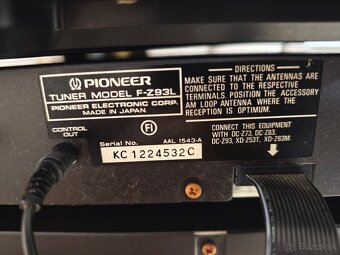 PIONEER
TUNER MODEL F-Z93L
PIONEER ELECTRONIC CORP.
MADE IN JAPAN
DIRECTIONS
MAKE SURE THAT THE ANTENNAS ARE
CONNECTED TO THE RESPECTIVE
TERMINALS. POSITION THE ACCESSORY
AM LOOP ANTENNA WHERE THE
RECEPTION IS OPTIMUM.
CONTROL
OUT
FI
Serial No.
AAL 1543-A
KC1224532C
CONNECT THIS EQUIPMENT
WITH DC-Z73, DC-Z83,
DC-Z93, XD-Z53T, XD-Z63M.
bazos.sk